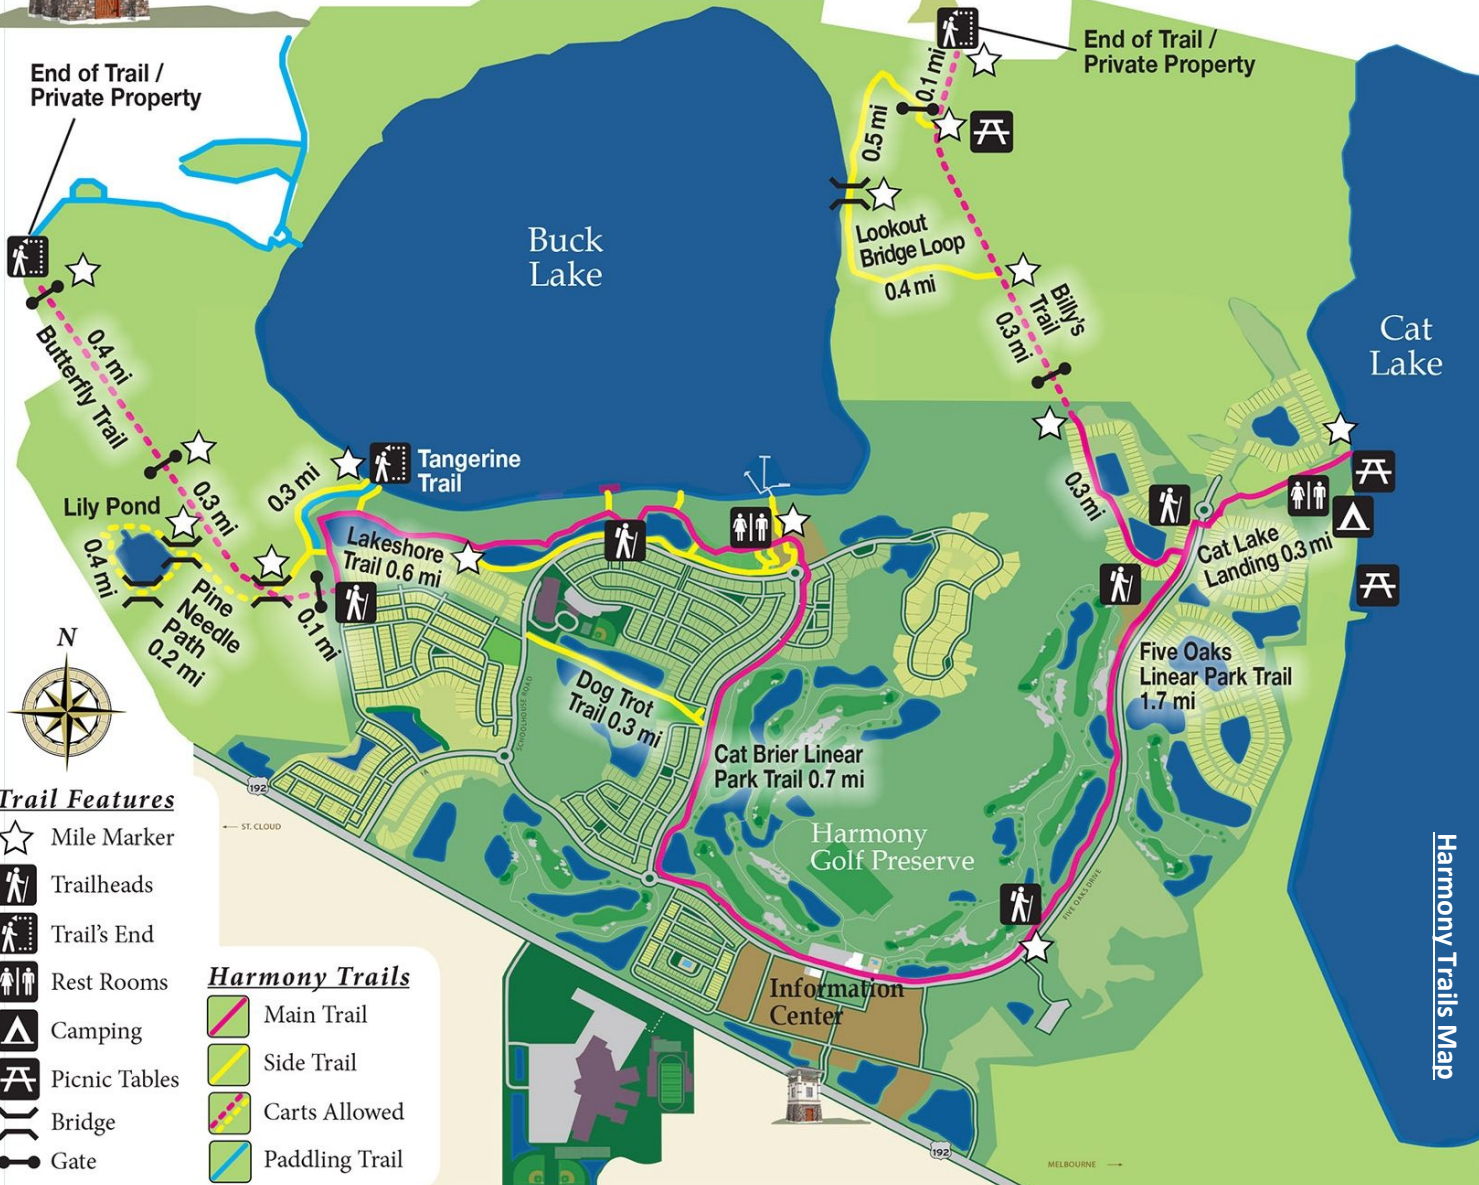 End of Trail /
Private Property
End of Trail /
Private Property
0.1 mi
0.5 mi
Lookout
Bridge Loop
0.4 mi
Billy's
Trail
0.3 mi
Buck
Lake
Cat
Lake
0.4 mi
Butterfly Trail
0.3 mi
0.3 mi
Tangerine
Trail
Lily Pond
0.4 mi
Pine
Needle
Path
0.2 mi
0.1 mi
Lakeshore
Trail 0.6 mi
0.3 mi
Cat Lake
Landing 0.3 mi
Five Oaks
Linear Park Trail
1.7 mi
Dog Trot
Trail 0.3 mi
SCHOOLHOUSE ROAD
Cat Brier Linear
Park Trail 0.7 mi
Harmony
Golf Preserve
FIVE OAKS DRIVE
Information
Center
N
192
ST. CLOUD
192
MELBOURNE
Trail Features
Mile Marker
Trailheads
Trail's End
Rest Rooms
Camping
Picnic Tables
Bridge
Gate
Harmony Trails
Main Trail
Side Trail
Carts Allowed
Paddling Trail
Harmony Trails Map